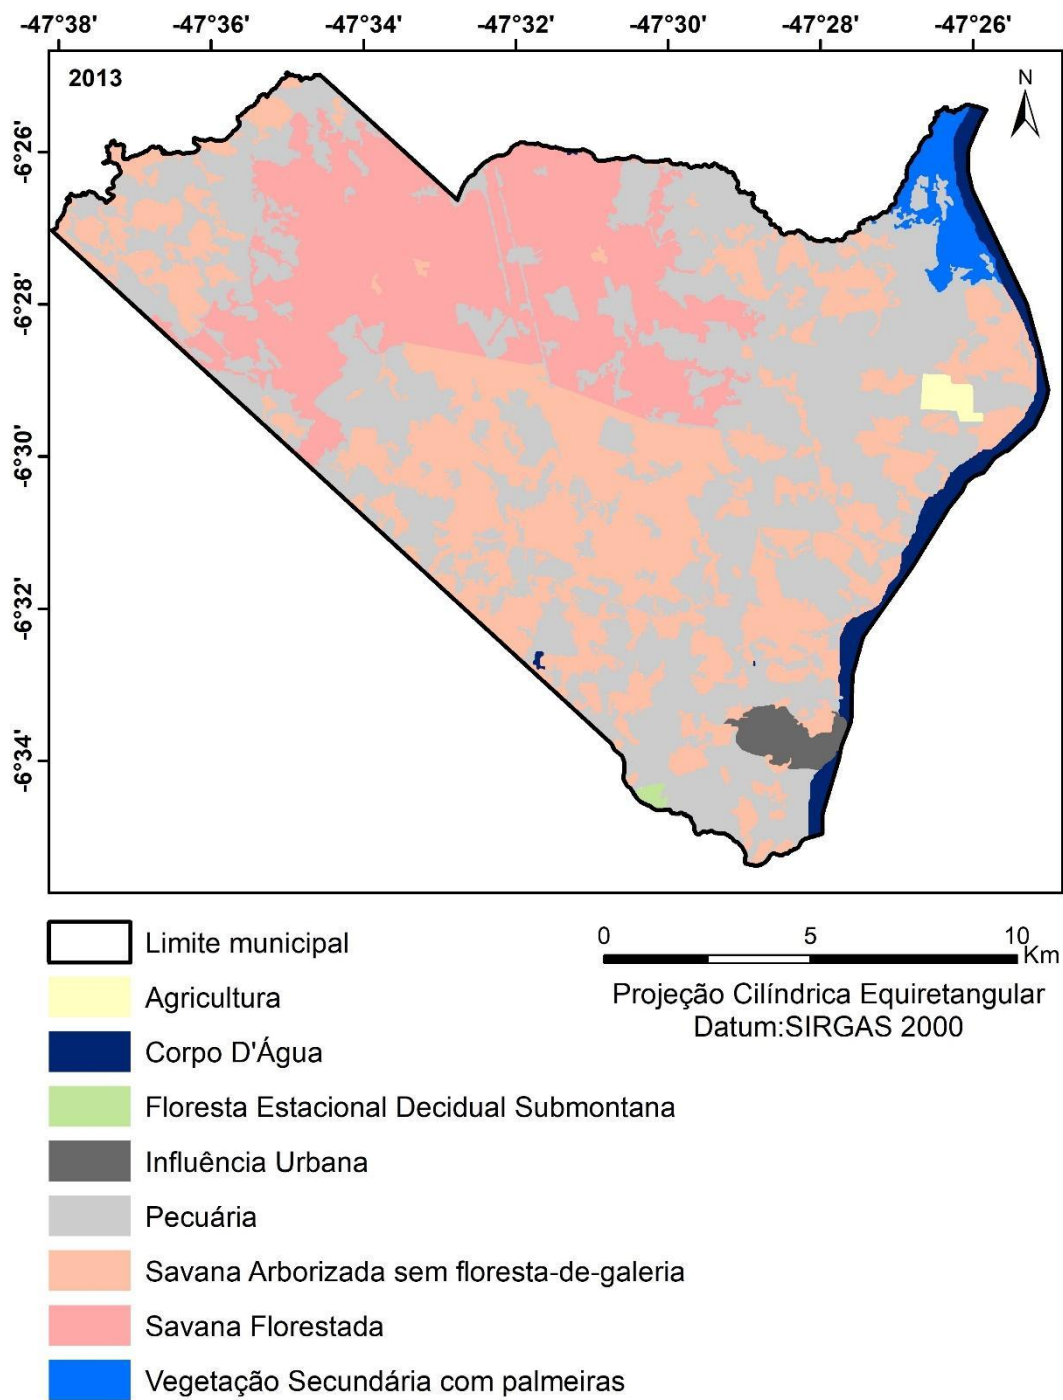 -47°38' -47°36' -47°34' -47°32' -47°30' -47°28' -47°26'
2013
N
-6°26'
-6°28'
-6°30'
-6°32'
-6°34'
Limite municipal
Agricultura
Corpo D'Água
Floresta Estacional Decidual Submontana
Influência Urbana
Pecuária
Savana Arborizada sem floresta-de-galeria
Savana Florestada
Vegetação Secundária com palmeiras
0 5 10
Km
Projeção Cilíndrica Equiretangular
Datum:SIRGAS 2000